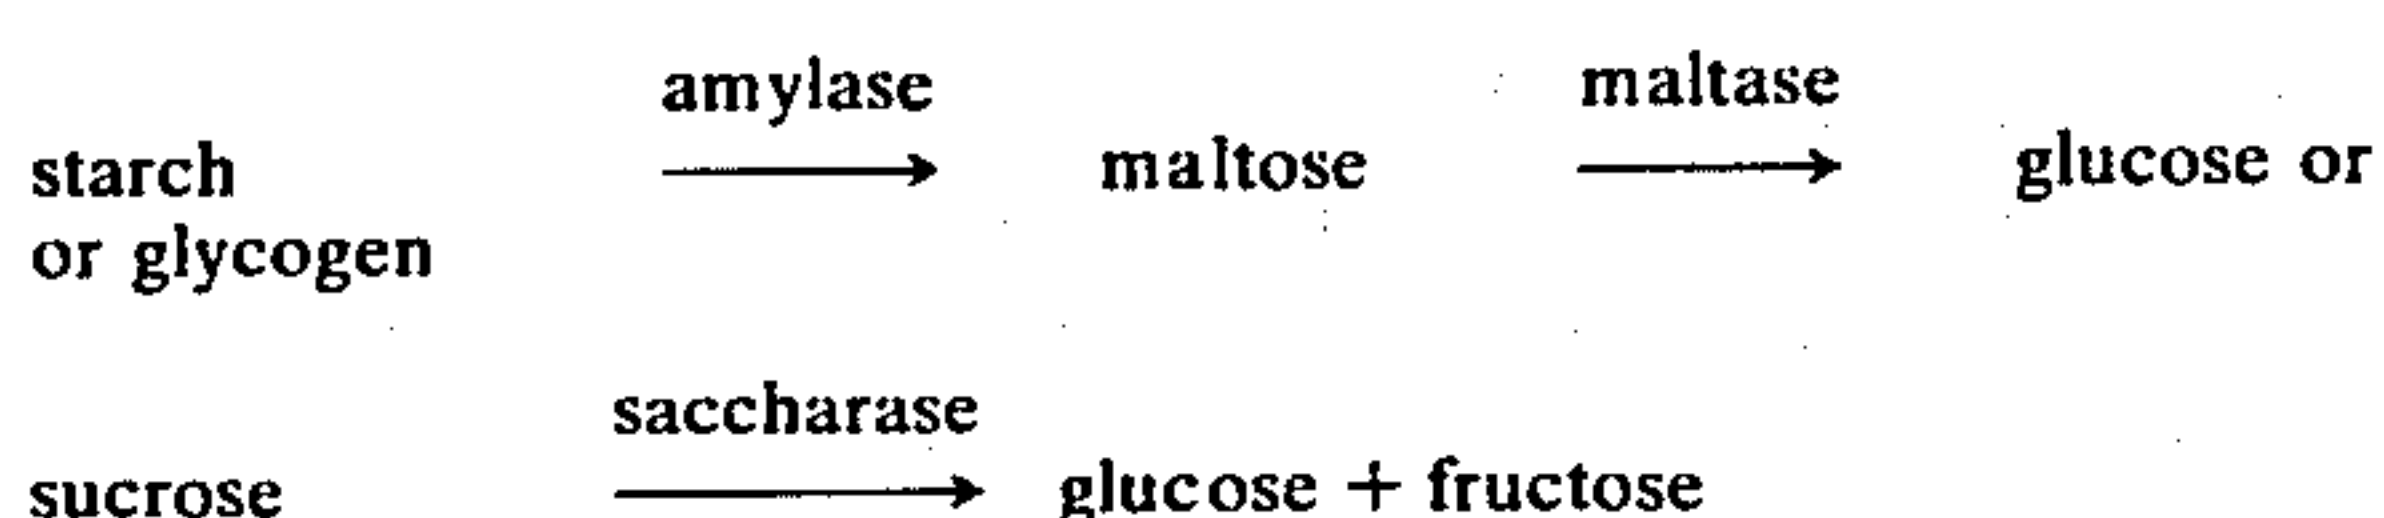 amylase maltase
starch → maltose → glucose or
or glycogen
saccharase
sucrose → glucose + fructose